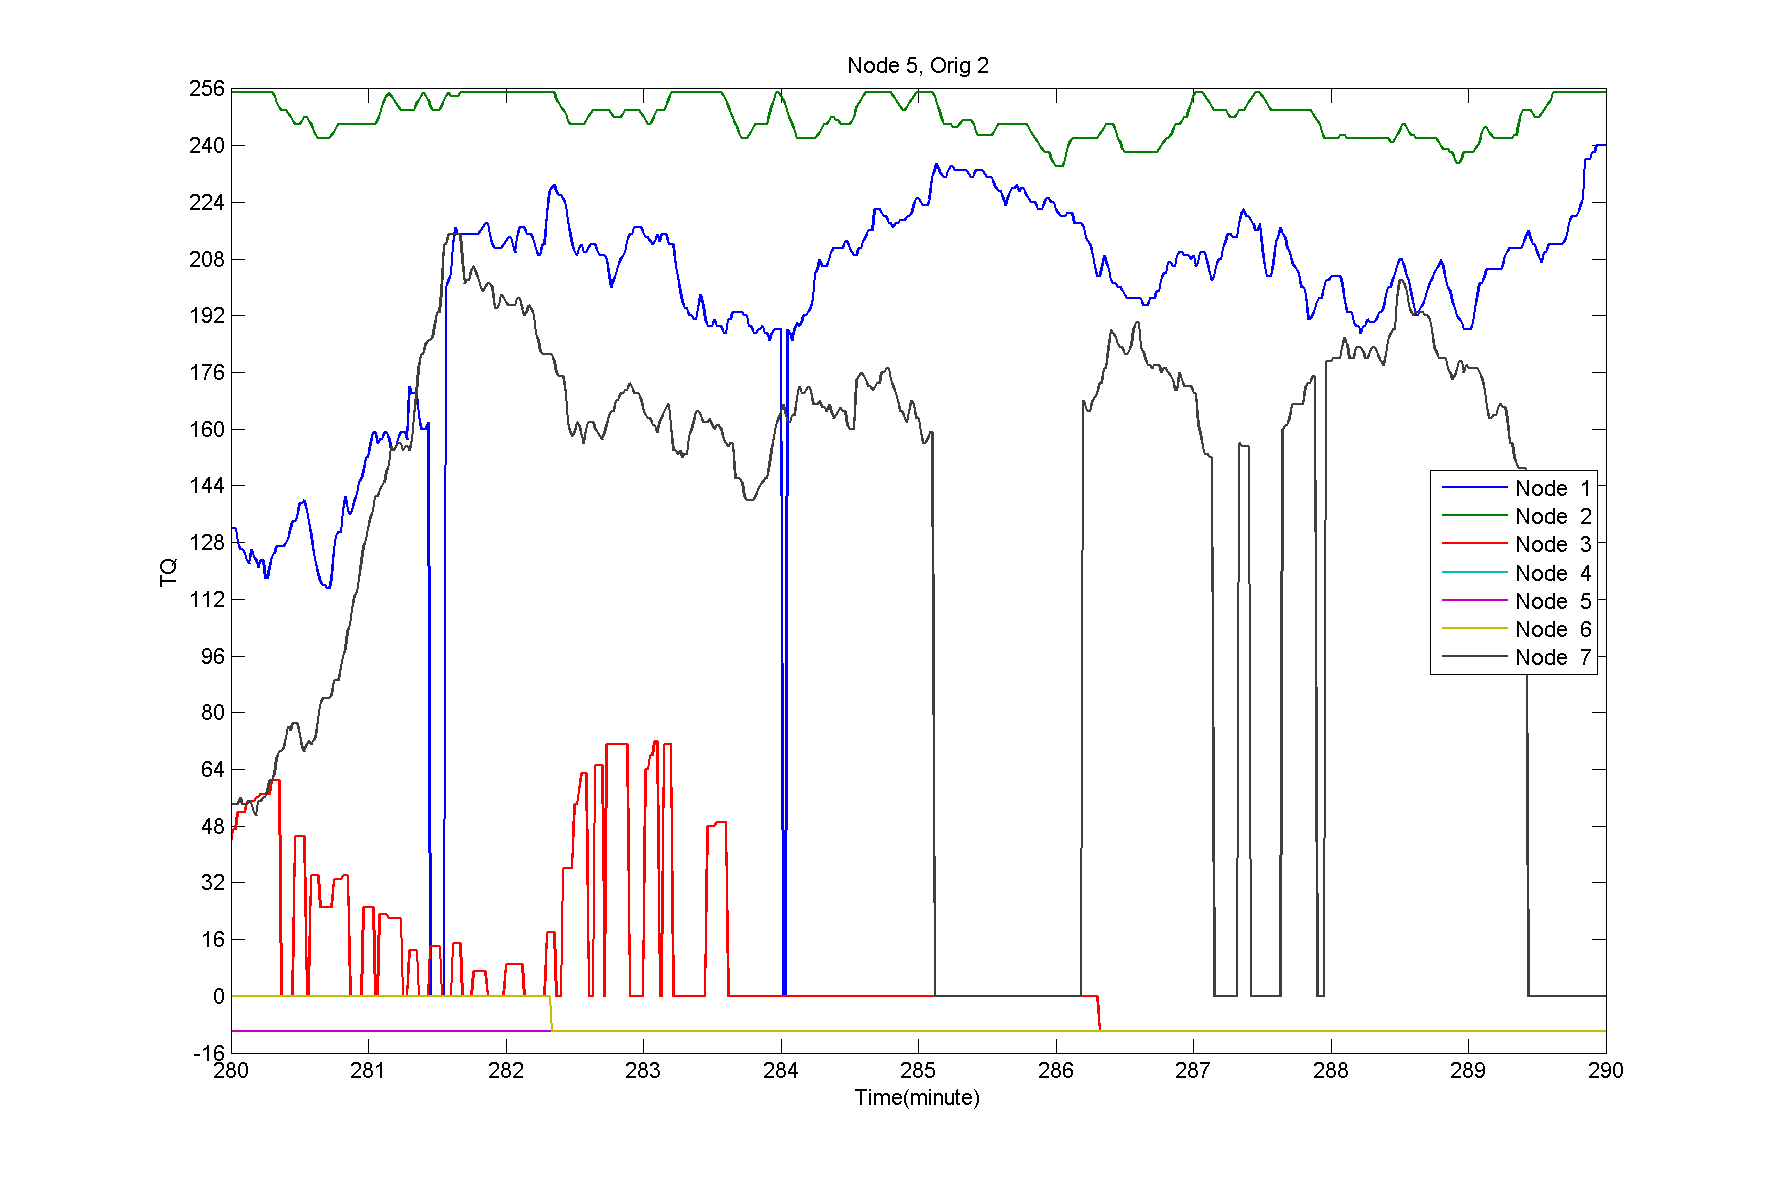 Node 5, Orig 2
256
240
224
208
192
176
160
144
128
112
96
80
64
48
32
16
0
-16
TQ
Node 1
Node 2
Node 3
Node 4
Node 5
Node 6
Node 7
280 281 282 283 284 285 286 287 288 289 290
Time(minute)